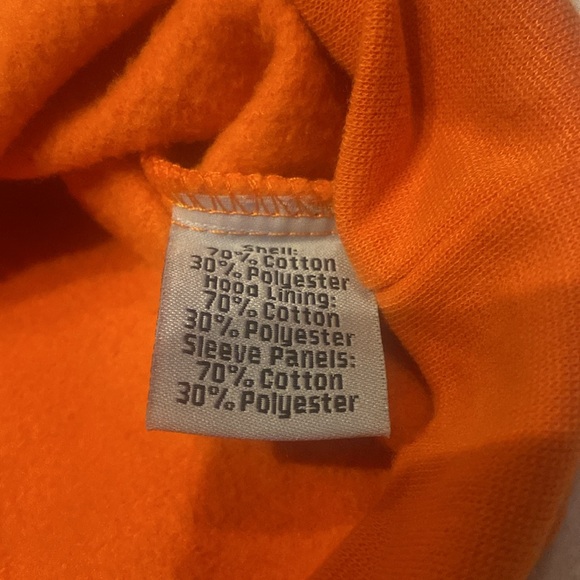 Shell:
70% Cotton
30% Polyester
Hood Lining:
70% Cotton
30% Polyester
Sleeve Panels:
70% Cotton
30% Polyester